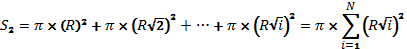 S₂ = π × (R)² + π × (R√2)² + ⋯ + π × (R√i)² = π × ∑_{i=1}^{N} (R√i)²